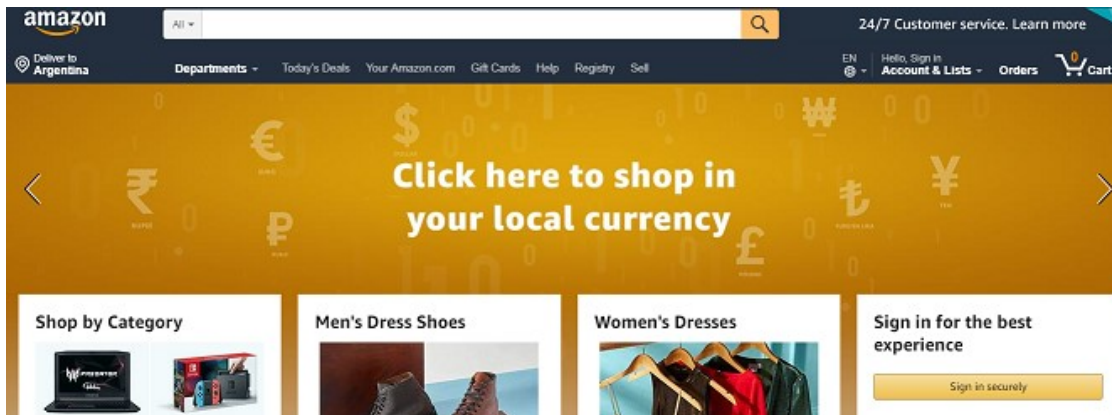 amazon
All
24/7 Customer service. Learn more
Deliver to
Argentina
Departments
Today's Deals
Your Amazon.com
Gift Cards
Help
Registry
Sell
EN
Hello, Sign in
Account & Lists
Orders
0
Cart
Click here to shop in
your local currency
€
$
₩
₹
₽
₺
¥
£
Shop by Category
Men's Dress Shoes
Women's Dresses
Sign in for the best
experience
PREDATOR
Sign in securely